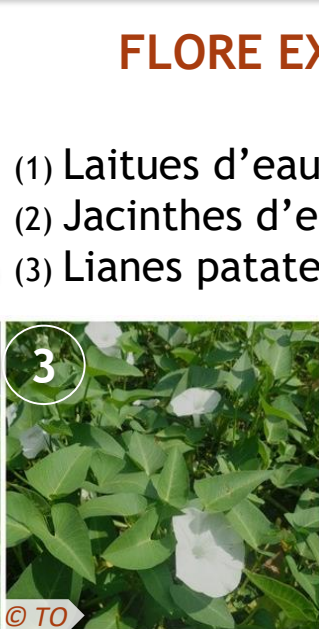 FLORE EX
(1) Laitues d’eau
(2) Jacinthes d’e
(3) Lianes patate
3
© TO